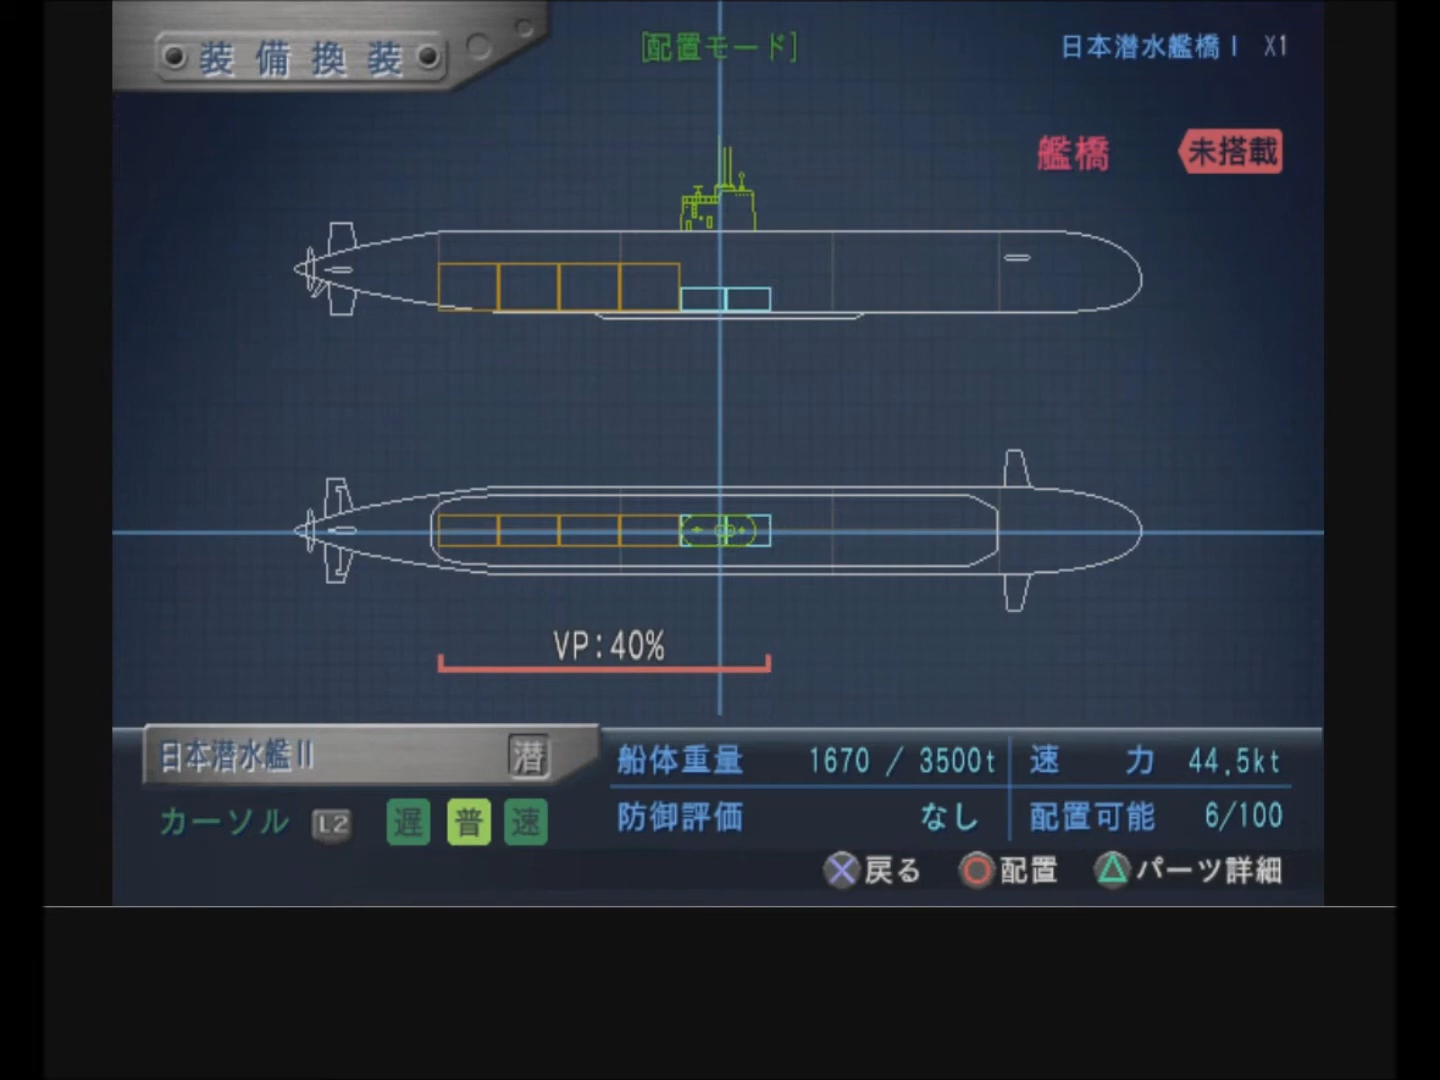 装備換装
[配置モード]
日本潜水艦橋Ⅰ X1
艦橋 未搭載
VP:40%
日本潜水艦Ⅱ 潜
船体重量 1670 / 3500t 速力 44.5kt
カーソル L2 遅 普 速
防御評価 なし 配置可能 6/100
戻る 配置 パーツ詳細